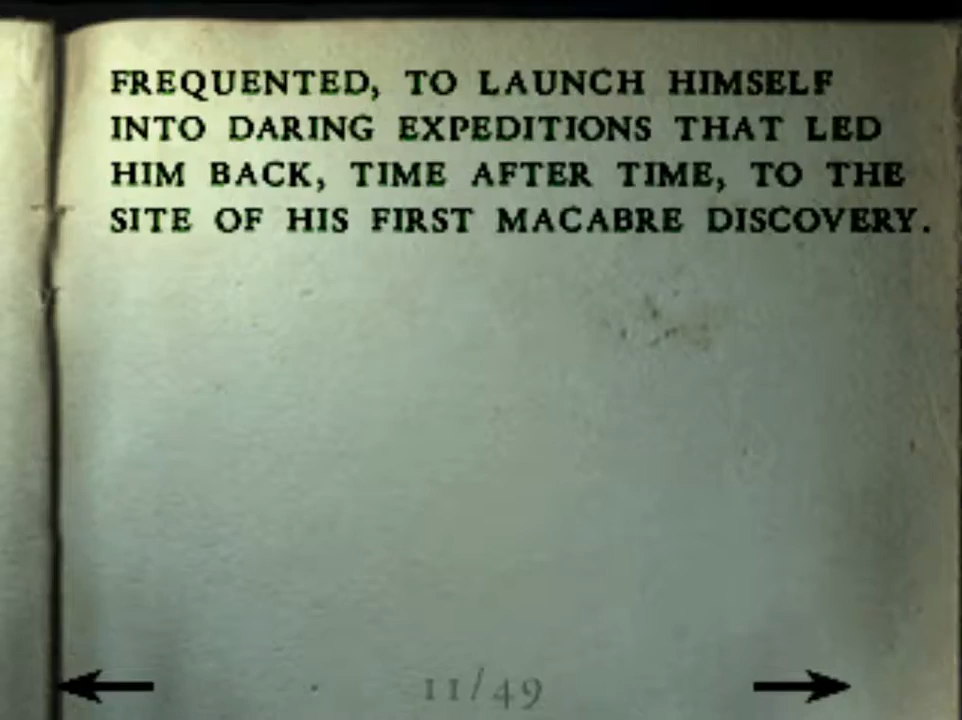 FREQUENTED, TO LAUNCH HIMSELF
INTO DARING EXPEDITIONS THAT LED
HIM BACK, TIME AFTER TIME, TO THE
SITE OF HIS FIRST MACABRE DISCOVERY.
11/49